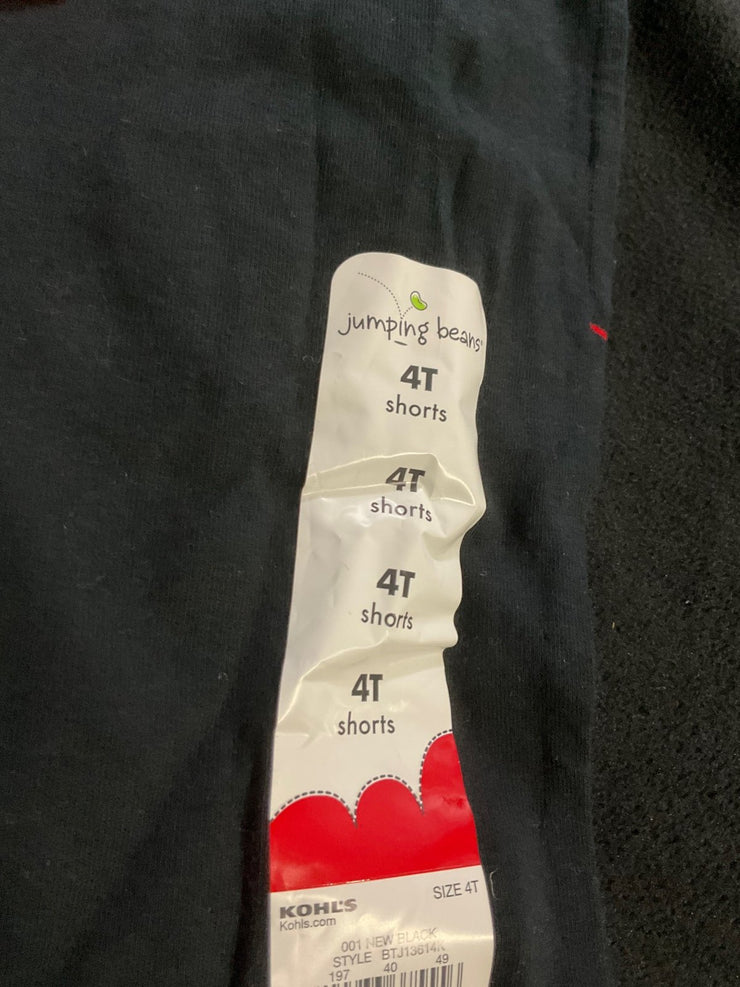 jumping beans
4T
shorts
4T
shorts
4T
shorts
4T
shorts
KOHL'S
SIZE 4T
Kohls.com
001 NEW BLACK
STYLE
197 40 49